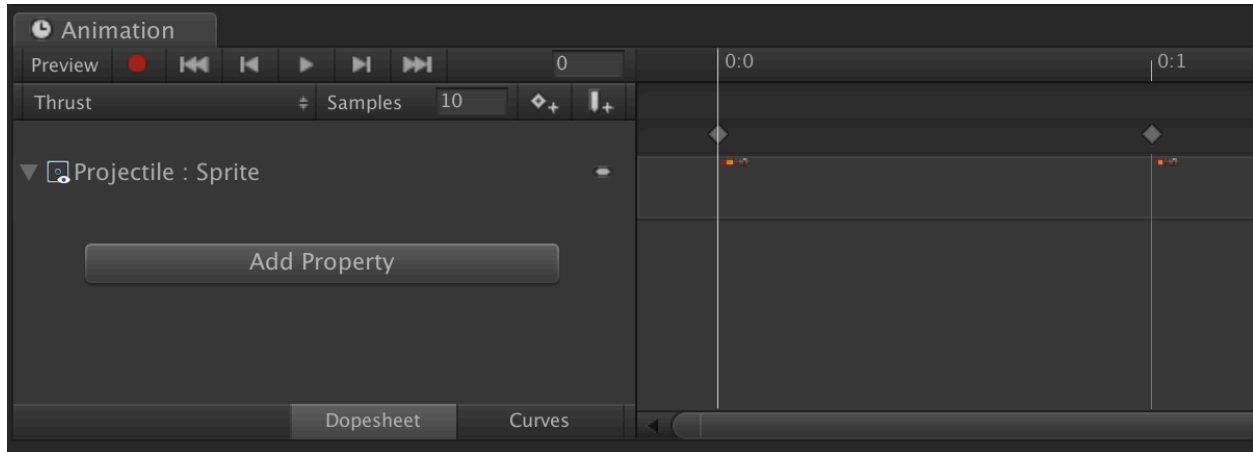 Animation
Preview 0 0:0 0:1
Thrust Samples 10
Projectile : Sprite
Add Property
Dopesheet Curves